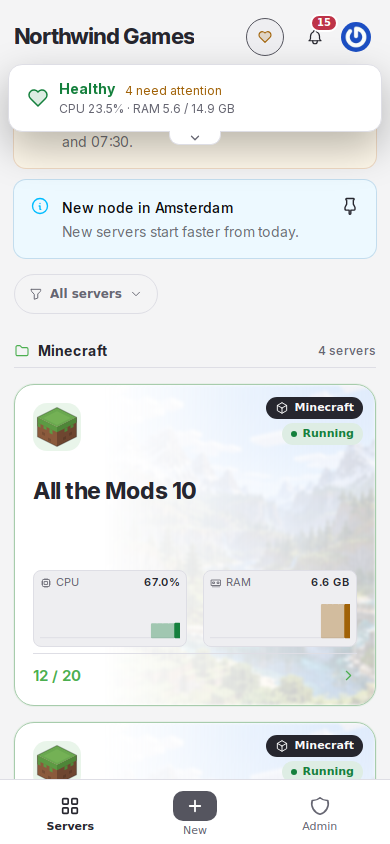 Northwind Games
15
Healthy 4 need attention
CPU 23.5% · RAM 5.6 / 14.9 GB
and 07:30.
New node in Amsterdam
New servers start faster from today.
All servers
Minecraft 4 servers
Minecraft
Running
All the Mods 10
CPU 67.0% RAM 6.6 GB
12 / 20
Minecraft
Running
Servers New Admin